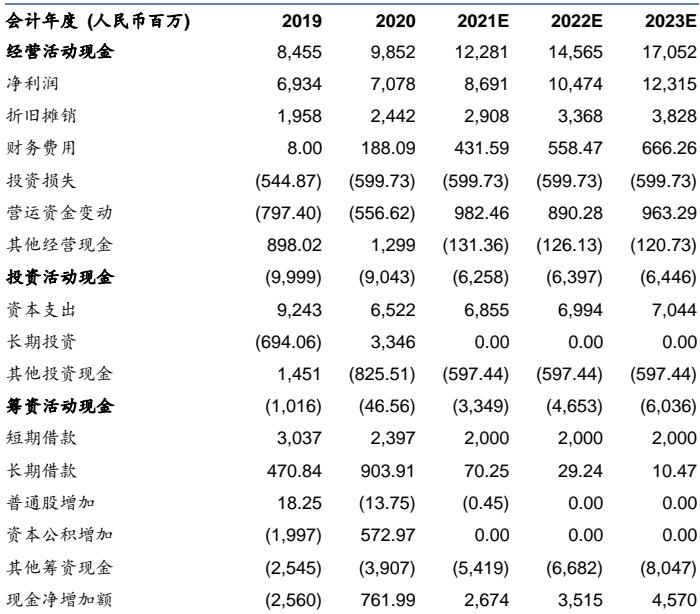 会计年度 (人民币百万) 2019 2020 2021E 2022E 2023E
经营活动现金 8,455 9,852 12,281 14,565 17,052
净利润 6,934 7,078 8,691 10,474 12,315
折旧摊销 1,958 2,442 2,908 3,368 3,828
财务费用 8.00 188.09 431.59 558.47 666.26
投资损失 (544.87) (599.73) (599.73) (599.73) (599.73)
营运资金变动 (797.40) (556.62) 982.46 890.28 963.29
其他经营现金 898.02 1,299 (131.36) (126.13) (120.73)
投资活动现金 (9,999) (9,043) (6,258) (6,397) (6,446)
资本支出 9,243 6,522 6,855 6,994 7,044
长期投资 (694.06) 3,346 0.00 0.00 0.00
其他投资现金 1,451 (825.51) (597.44) (597.44) (597.44)
筹资活动现金 (1,016) (46.56) (3,349) (4,653) (6,036)
短期借款 3,037 2,397 2,000 2,000 2,000
长期借款 470.84 903.91 70.25 29.24 10.47
普通股增加 18.25 (13.75) (0.45) 0.00 0.00
资本公积增加 (1,997) 572.97 0.00 0.00 0.00
其他筹资现金 (2,545) (3,907) (5,419) (6,682) (8,047)
现金净增加额 (2,560) 761.99 2,674 3,515 4,570